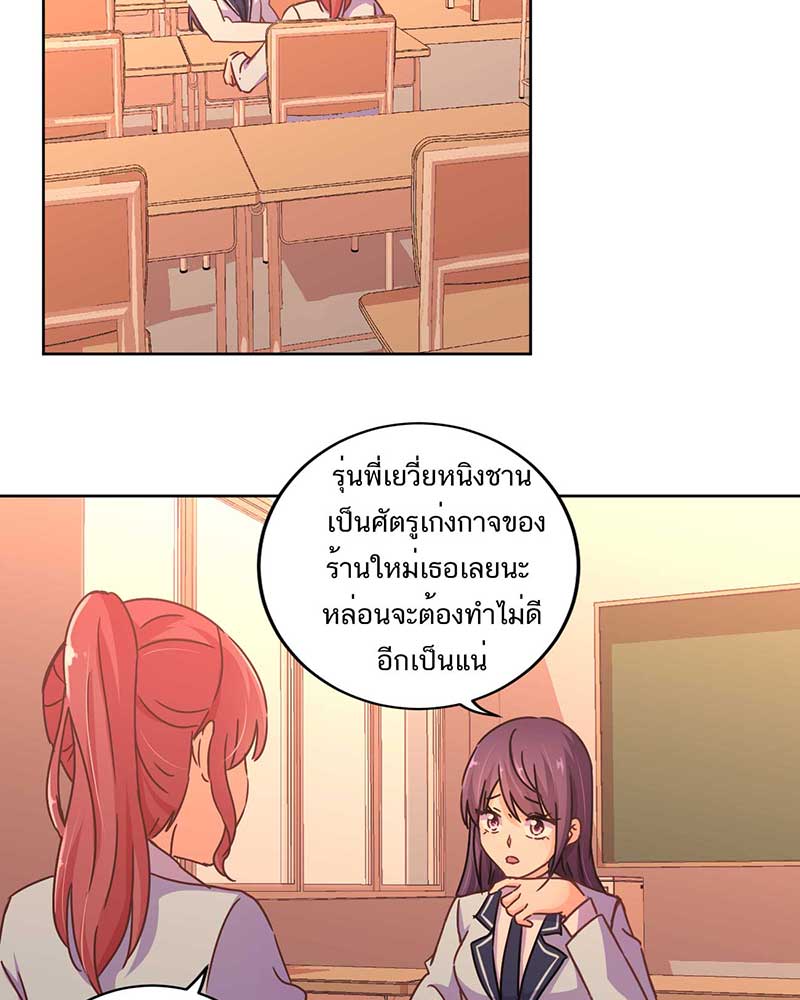 รุ่นพี่เยวี่ยหนิงชาน
เป็นศัตรูเก่งกาจของ
ร้านใหม่เธอเลยนะ
หล่อนจะต้องทำไม่ดี
อีกเป็นแน่